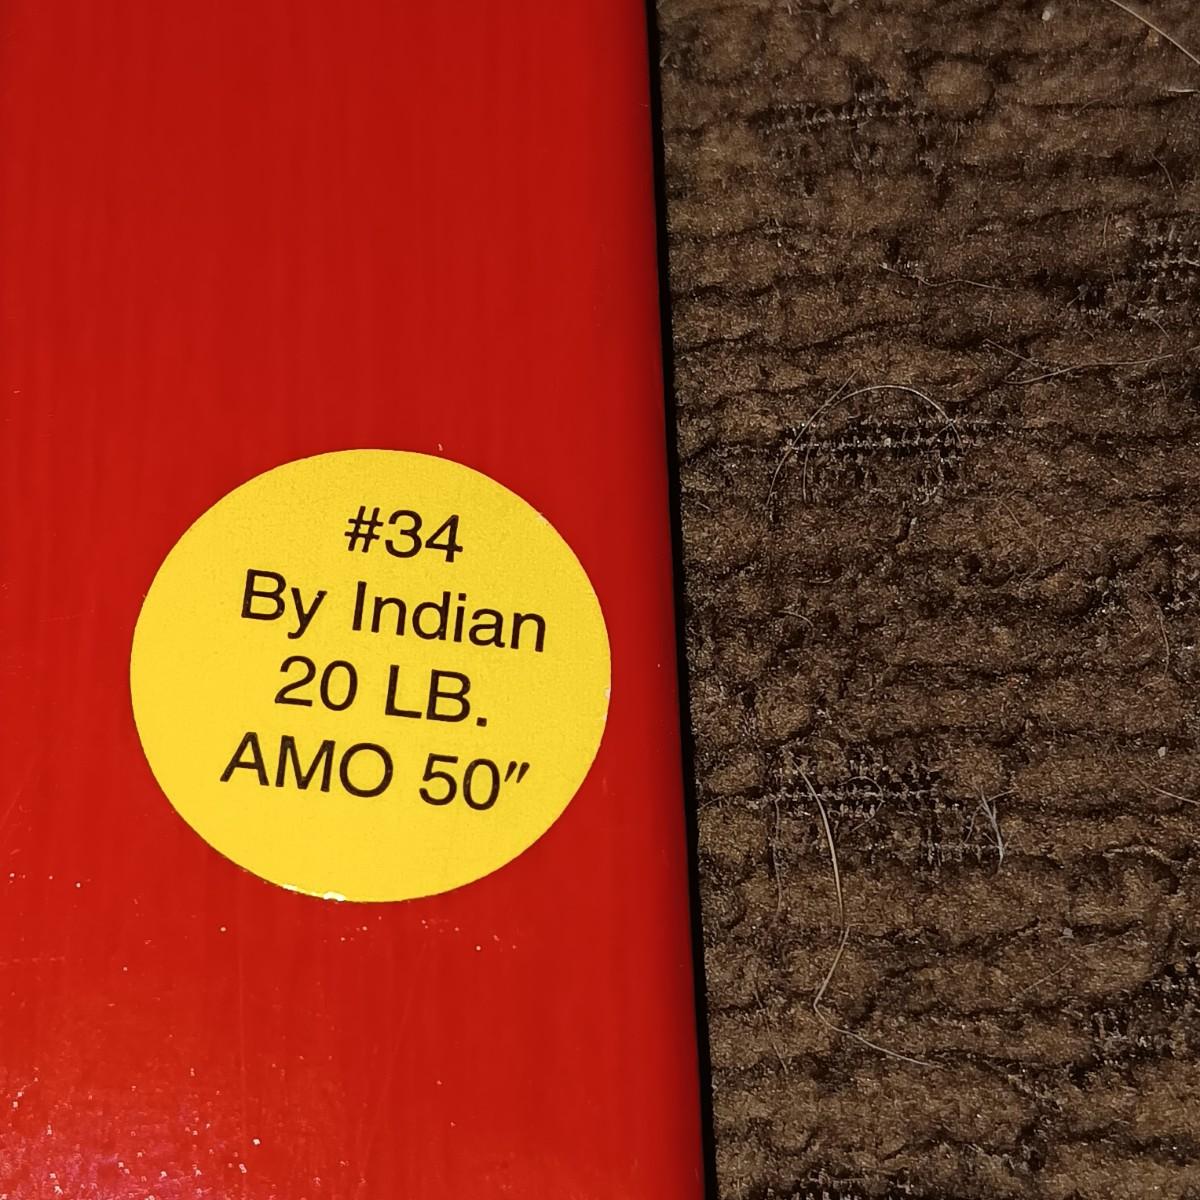 #34
By Indian
20 LB.
AMO 50"